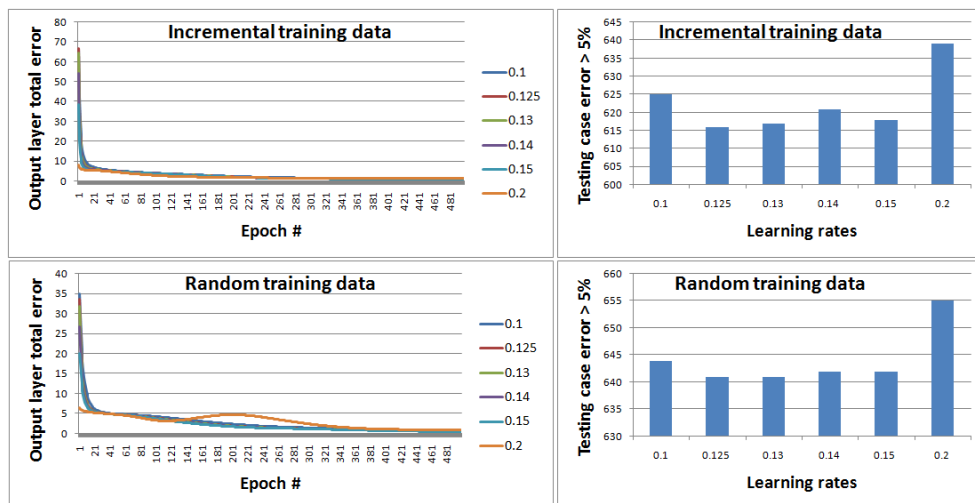 Incremental training data
Output layer total error
80
70
60
50
40
30
20
10
0
1 21 41 61 81 101 121 141 161 181 201 221 241 261 281 301 321 341 361 381 401 421 441 461 481
Epoch #
0.1
0.125
0.13
0.14
0.15
0.2
Incremental training data
Testing case error > 5%
645
640
635
630
625
620
615
610
605
600
0.1 0.125 0.13 0.14 0.15 0.2
Learning rates
Random training data
Output layer total error
40
35
30
25
20
15
10
5
0
1 21 41 61 81 101 121 141 161 181 201 221 241 261 281 301 321 341 361 381 401 421 441 461 481
Epoch #
0.1
0.125
0.13
0.14
0.15
0.2
Random training data
Testing case error > 5%
660
655
650
645
640
635
630
0.1 0.125 0.13 0.14 0.15 0.2
Learning rates